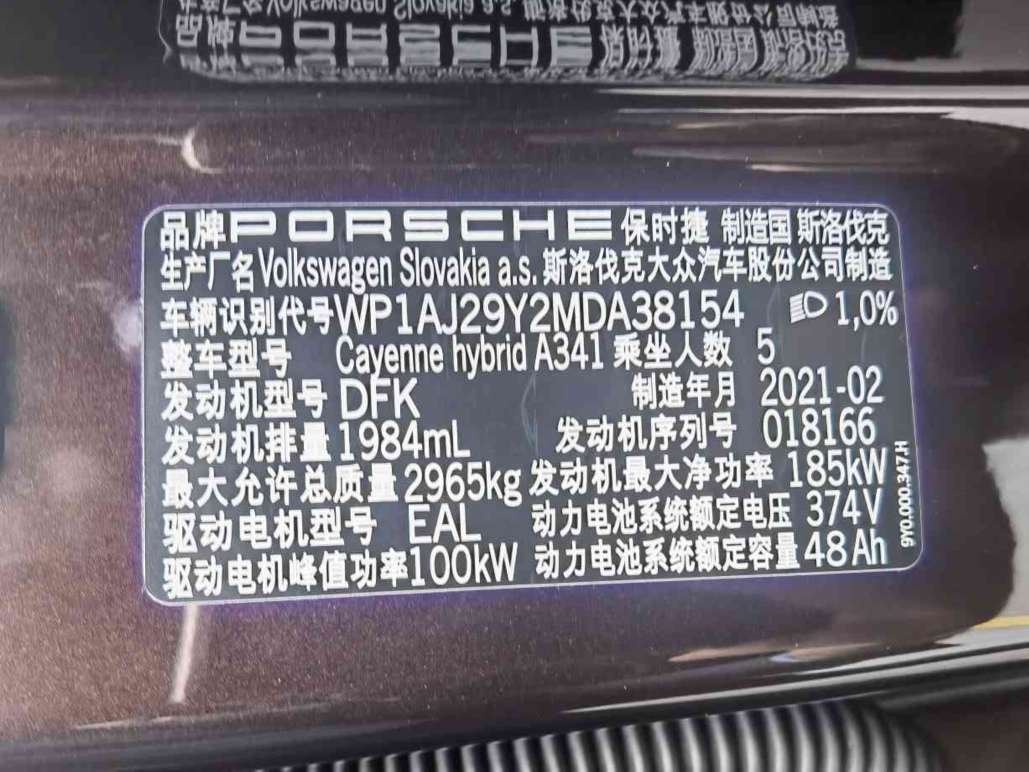 品牌PORSCHE 保时捷 制造国 斯洛伐克
生产厂名Volkswagen Slovakia a.s.斯洛伐克大众汽车股份公司制造
车辆识别代号WP1AJ29Y2MDA38154 1,0%
整车型号 Cayenne hybrid A341 乘坐人数 5
发动机型号 DFK 制造年月 2021-02
发动机排量 1984mL 发动机序列号 018166
最大允许总质量2965kg 发动机最大净功率 185kW
驱动电机型号 EAL 动力电池系统额定电压 374V
驱动电机峰值功率100kW 动力电池系统额定容量48Ah
9Y0.000.347.H